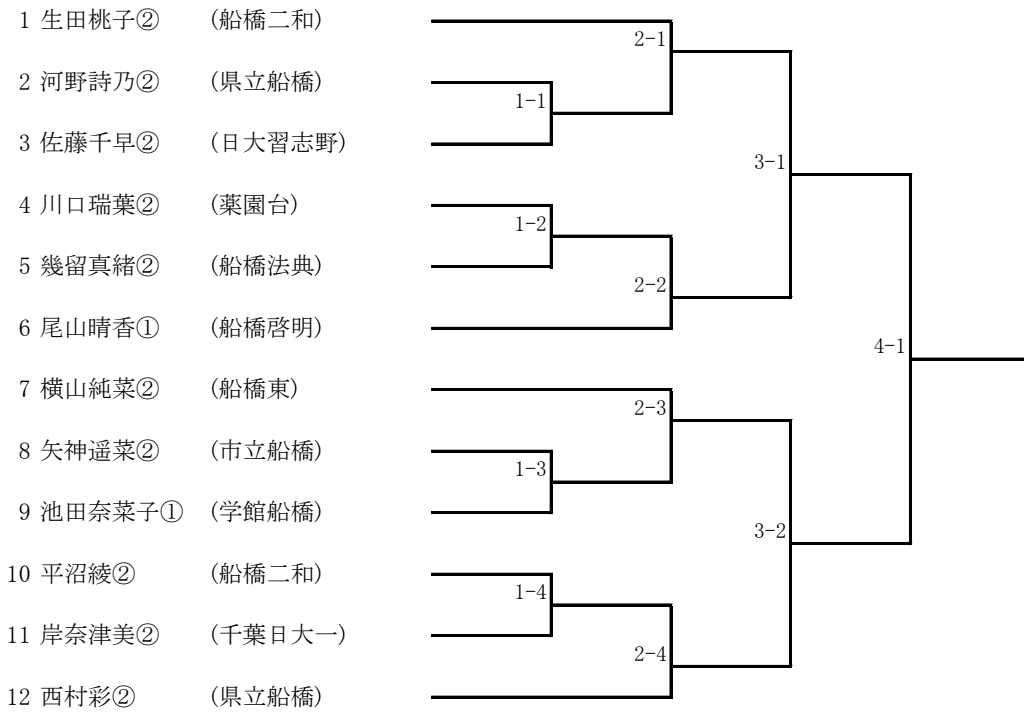 1 生田桃子② (船橋二和)
2-1
2 河野詩乃② (県立船橋)
1-1
3 佐藤千早② (日大習志野)
3-1
4 川口瑞葉② (薬園台)
1-2
5 幾留真緒② (船橋法典)
2-2
6 尾山晴香① (船橋啓明)
4-1
7 横山純菜② (船橋東)
2-3
8 矢神遥菜② (市立船橋)
1-3
9 池田奈菜子① (学館船橋)
3-2
10 平沼綾② (船橋二和)
1-4
11 岸奈津美② (千葉日大一)
2-4
12 西村彩② (県立船橋)